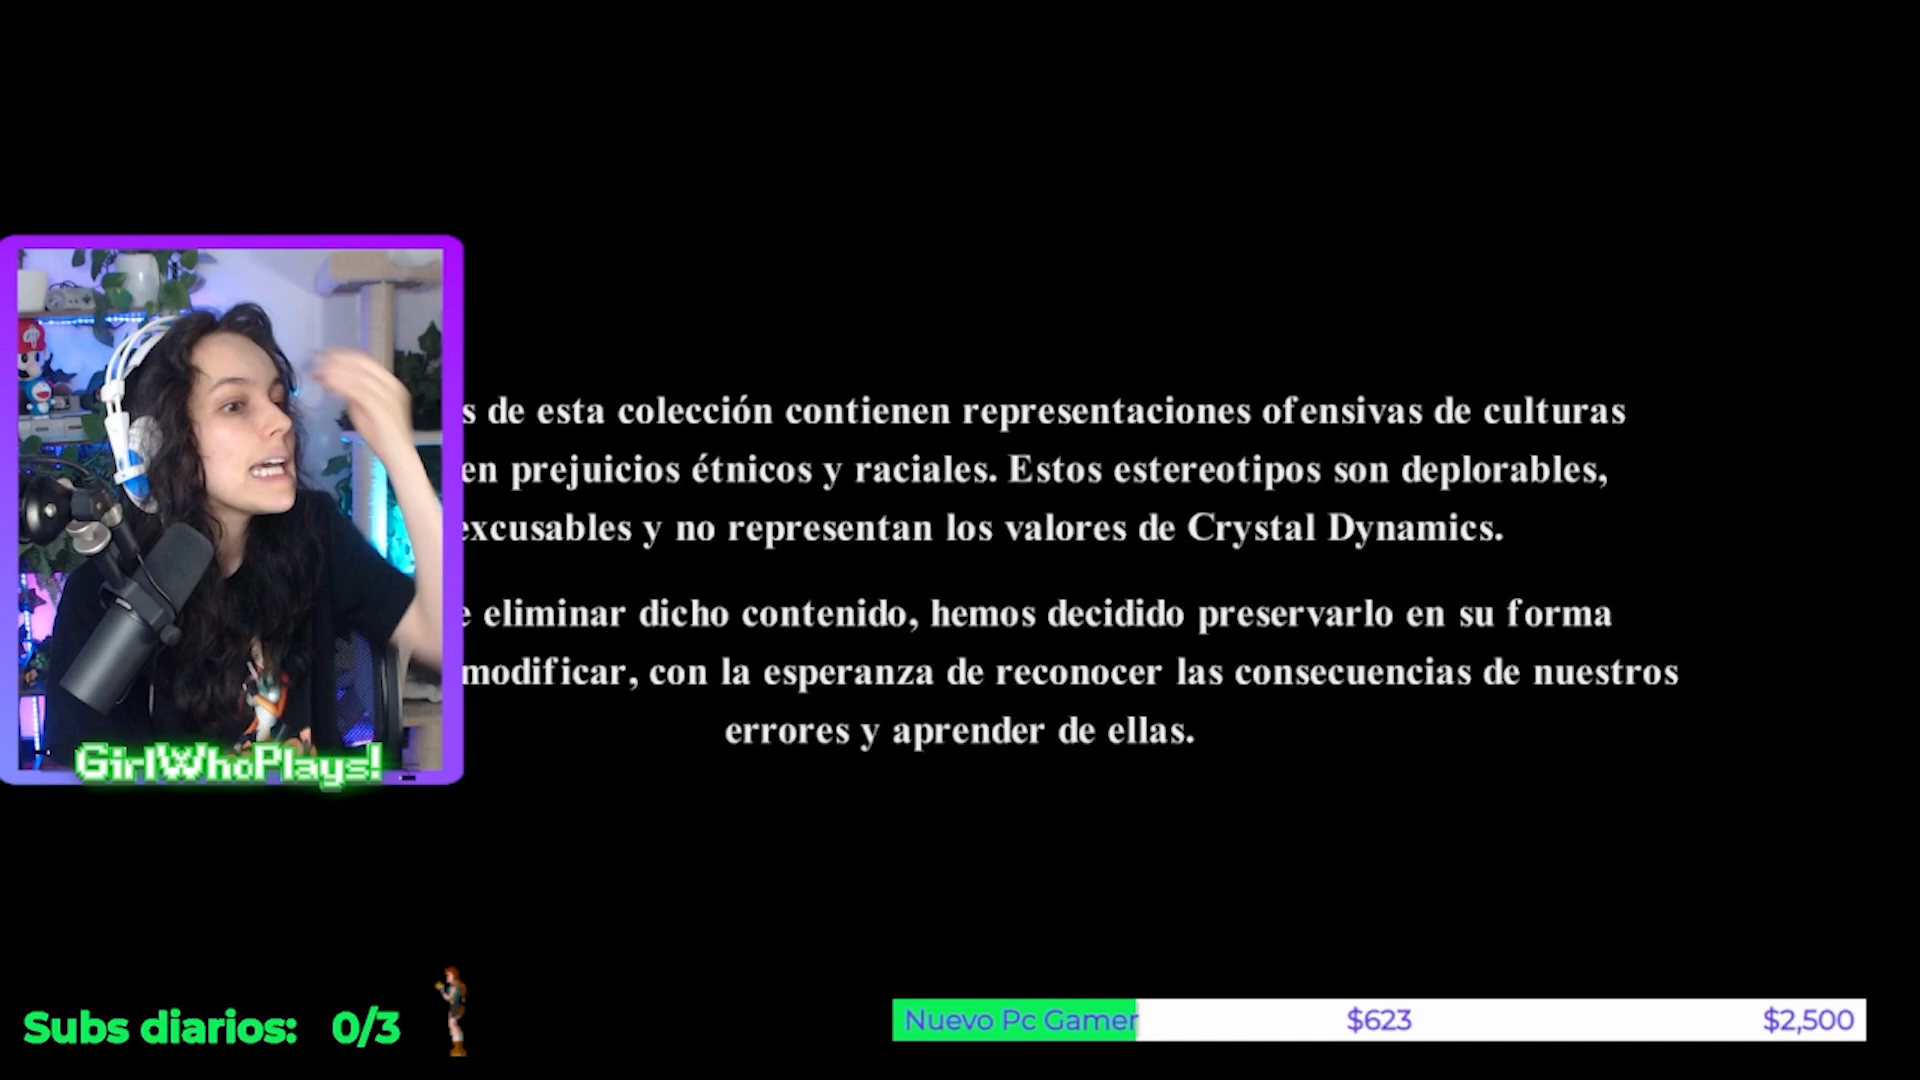 de esta colección contienen representaciones ofensivas de culturas
en prejuicios étnicos y raciales. Estos estereotipos son deplorables,
y no representan los valores de Crystal Dynamics.
eliminar dicho contenido, hemos decidido preservarlo en su forma
modificar, con la esperanza de reconocer las consecuencias de nuestros
errores y aprender de ellas.
GirlWhoPlays!
Subs diarios: 0/3
Nuevo Pc Gamer $623 $2,500